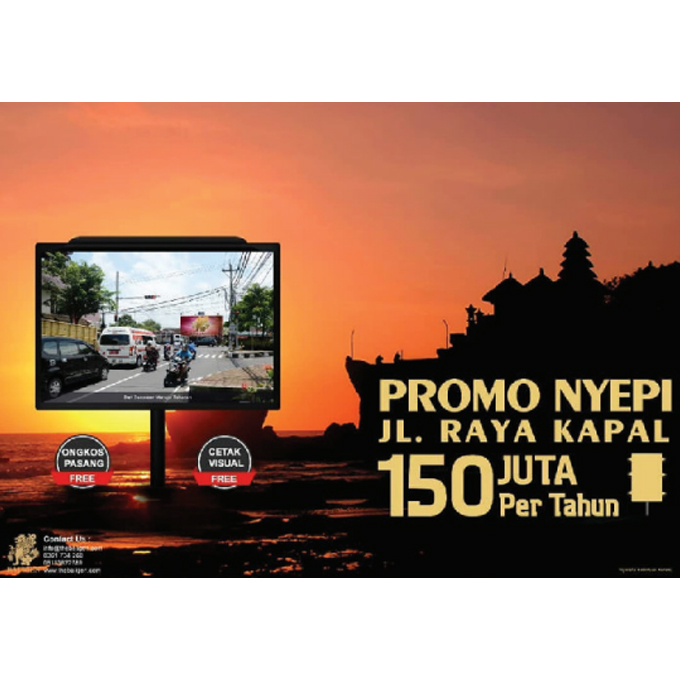 PROMO NYEPI
JL. RAYA KAPAL
150 JUTA
Per Tahun
ONGKOS
PASANG
FREE
CETAK
VISUAL
FREE
Contact Us :